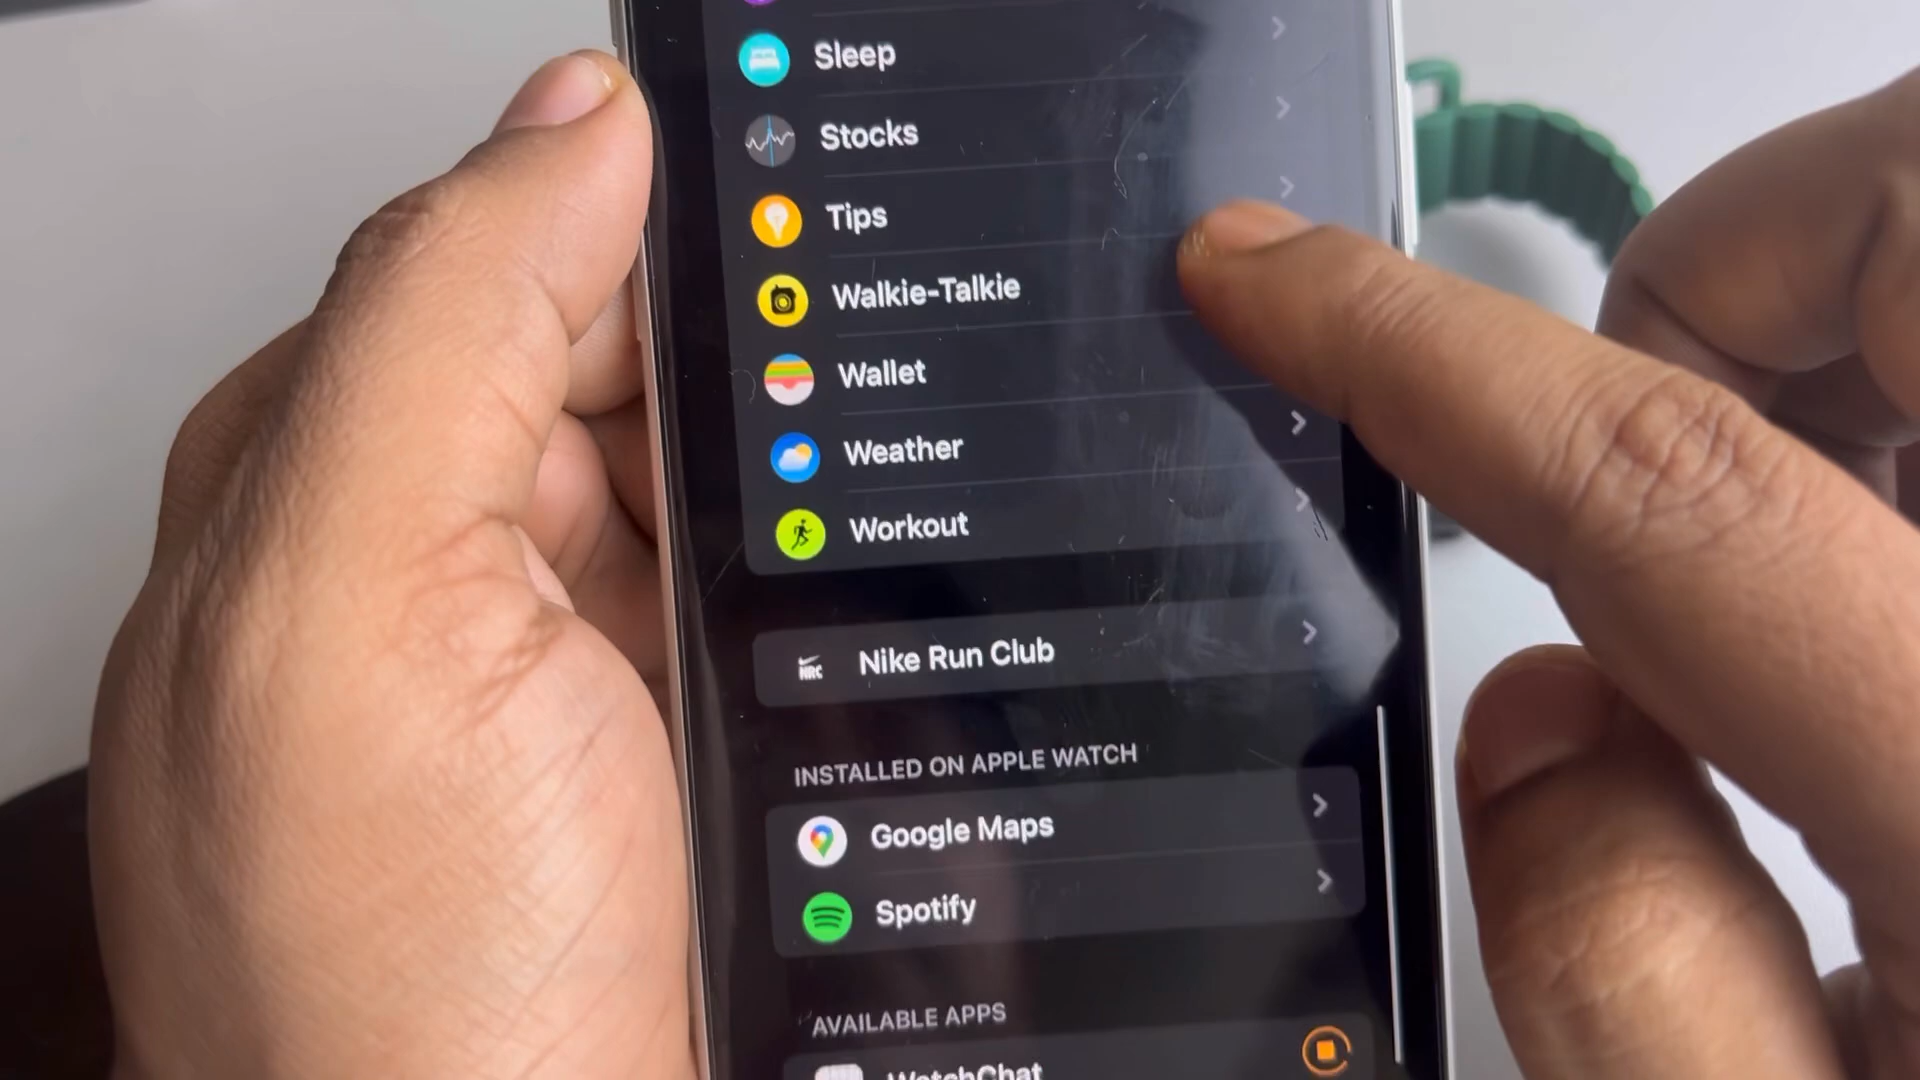 Sleep
Stocks
Tips
Walkie-Talkie
Wallet
Weather
Workout
NRC
Nike Run Club
INSTALLED ON APPLE WATCH
Google Maps
Spotify
AVAILABLE APPS
WatchChat